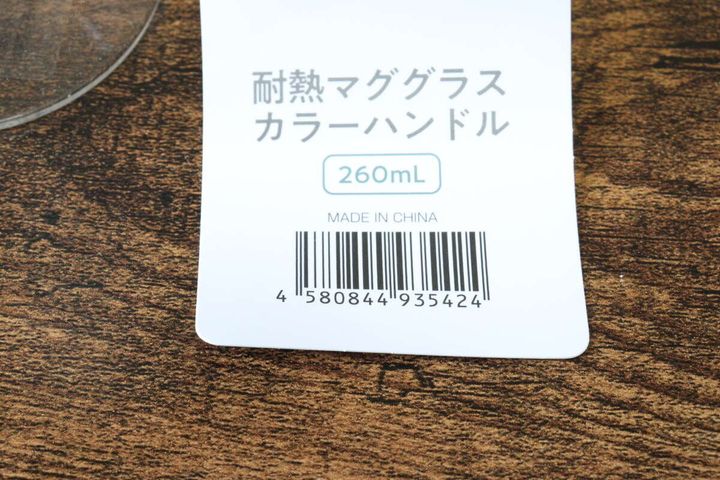 耐熱マググラス
カラーハンドル
260mL
MADE IN CHINA
4 580844 935424